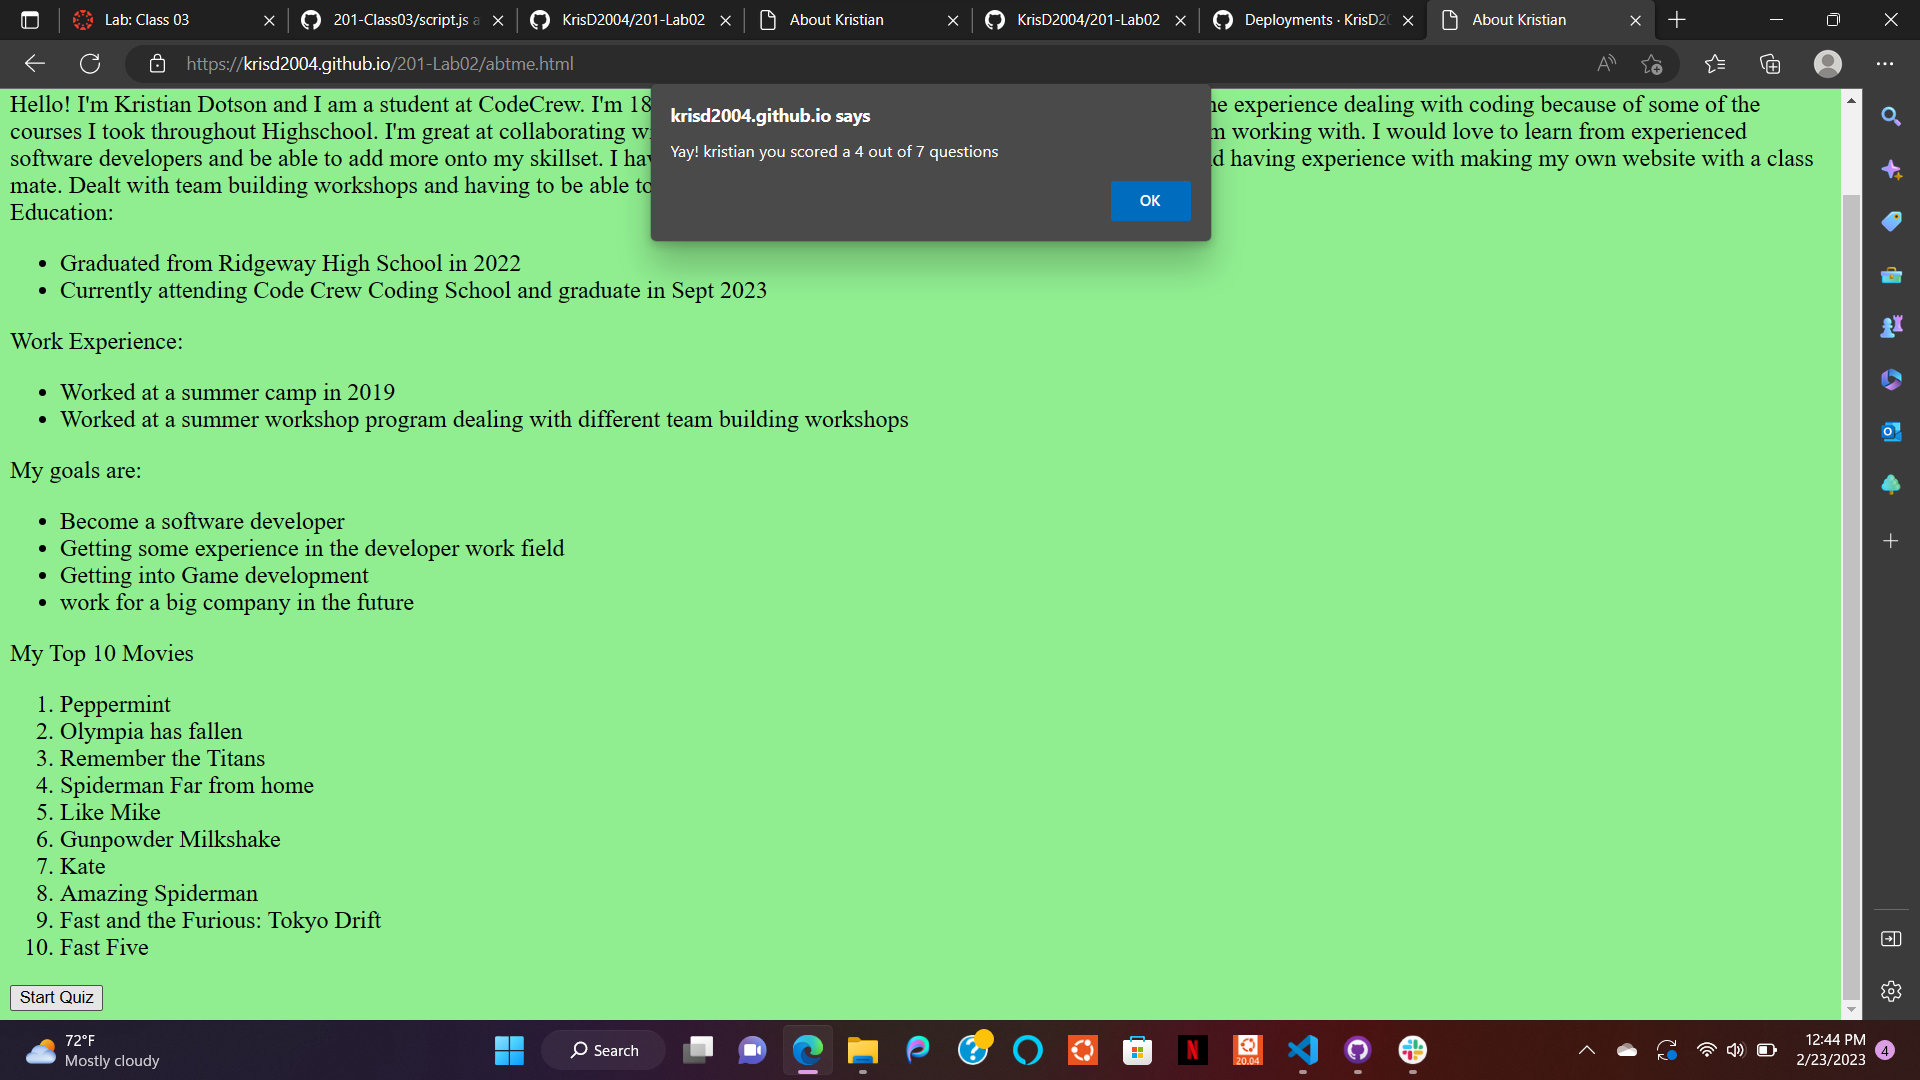 Lab: Class 03
201-Class03/script.js a
KrisD2004/201-Lab02
About Kristian
KrisD2004/201-Lab02
Deployments · KrisD20
About Kristian
https://krisd2004.github.io/201-Lab02/abtme.html
krisd2004.github.io says
Yay! kristian you scored a 4 out of 7 questions
OK
Hello! I'm Kristian Dotson and I am a student at CodeCrew. I'm 18 experience dealing with coding because of some of the
courses I took throughout Highschool. I'm great at collaborating working with. I would love to learn from experienced
software developers and be able to add more onto my skillset. I having experience with making my own website with a class
mate. Dealt with team building workshops and having to be able to
Education:
• Graduated from Ridgeway High School in 2022
• Currently attending Code Crew Coding School and graduate in Sept 2023
Work Experience:
• Worked at a summer camp in 2019
• Worked at a summer workshop program dealing with different team building workshops
My goals are:
• Become a software developer
• Getting some experience in the developer work field
• Getting into Game development
• work for a big company in the future
My Top 10 Movies
1. Peppermint
2. Olympia has fallen
3. Remember the Titans
4. Spiderman Far from home
5. Like Mike
6. Gunpowder Milkshake
7. Kate
8. Amazing Spiderman
9. Fast and the Furious: Tokyo Drift
10. Fast Five
Start Quiz
72°F
Mostly cloudy
Search
20.04
12:44 PM
2/23/2023
4